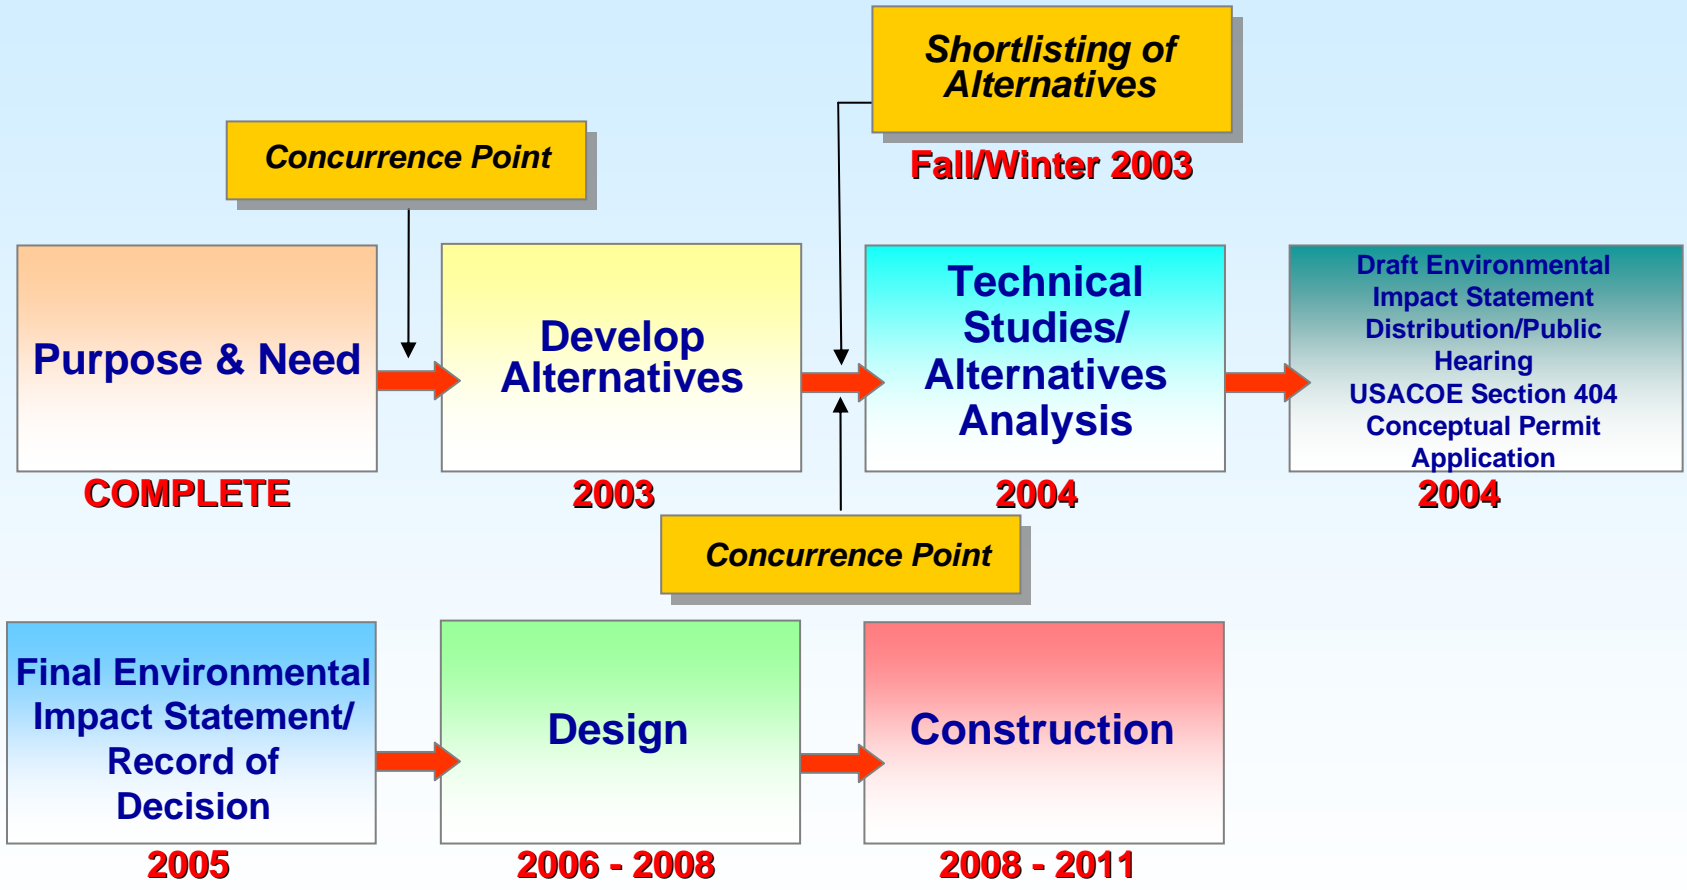 Shortlisting of
Alternatives
Fall/Winter 2003
Concurrence Point
Purpose & Need
COMPLETE
Develop
Alternatives
2003
Technical
Studies/
Alternatives
Analysis
2004
Draft Environmental
Impact Statement
Distribution/Public
Hearing
USACOE Section 404
Conceptual Permit
Application
2004
Concurrence Point
Final Environmental
Impact Statement/
Record of
Decision
2005
Design
2006 - 2008
Construction
2008 - 2011